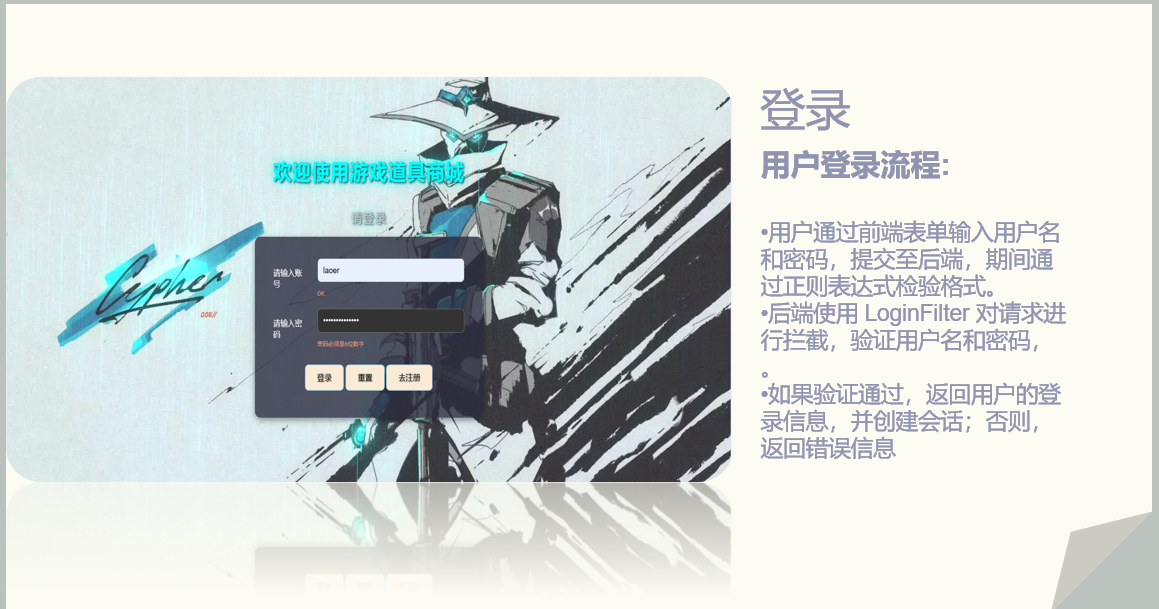 欢迎使用游戏道具商城
请登录
Cypher
请输入账
号
laoer
OK
请输入密
码
••••••••••••••
密码必须是6位数字
登录
重置
去注册
登录
用户登录流程:
•用户通过前端表单输入用户名
和密码，提交至后端，期间通
过正则表达式检验格式。
•后端使用 LoginFilter 对请求进
行拦截，验证用户名和密码，
。
•如果验证通过，返回用户的登
录信息，并创建会话；否则，
返回错误信息